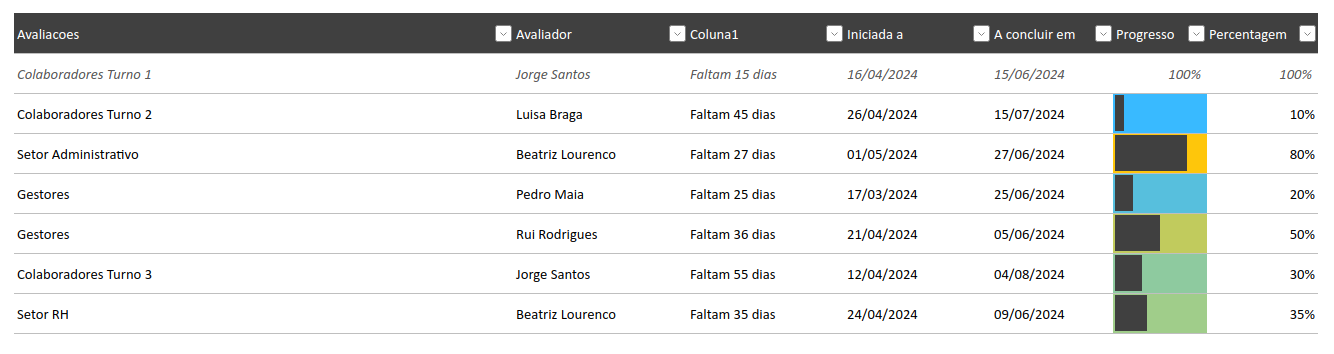 Avaliacoes Avaliador Coluna1 Iniciada a A concluir em Progresso Percentagem
Colaboradores Turno 1 Jorge Santos Faltam 15 dias 16/04/2024 15/06/2024 100% 100%
Colaboradores Turno 2 Luisa Braga Faltam 45 dias 26/04/2024 15/07/2024 10%
Setor Administrativo Beatriz Lourenco Faltam 27 dias 01/05/2024 27/06/2024 80%
Gestores Pedro Maia Faltam 25 dias 17/03/2024 25/06/2024 20%
Gestores Rui Rodrigues Faltam 36 dias 21/04/2024 05/06/2024 50%
Colaboradores Turno 3 Jorge Santos Faltam 55 dias 12/04/2024 04/08/2024 30%
Setor RH Beatriz Lourenco Faltam 35 dias 24/04/2024 09/06/2024 35%